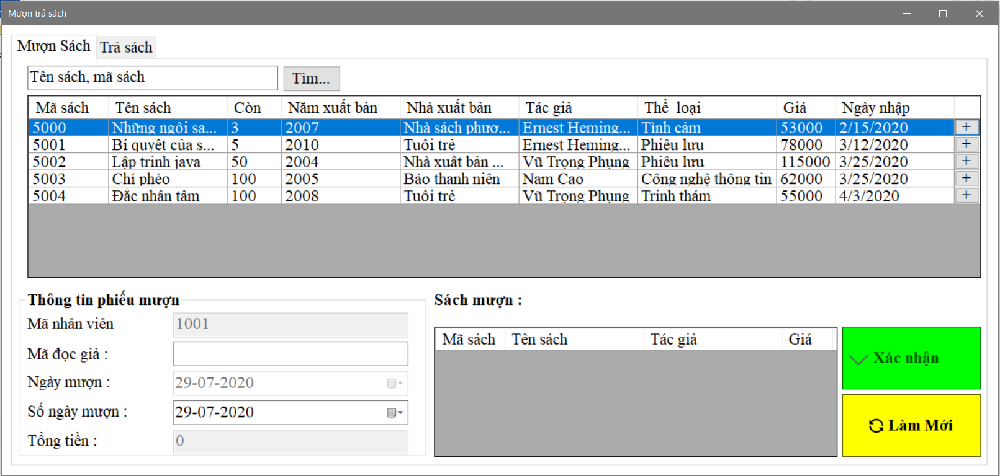 Mượn trả sách
Mượn Sách Trả sách
Tên sách, mã sách Tìm...
Mã sách Tên sách Còn Năm xuất bản Nhà xuất bản Tác giả Thể loại Giá Ngày nhập
5000 Những ngôi sa... 3 2007 Nhà sách phươ... Ernest Heming... Tình cảm 53000 2/15/2020 +
5001 Bí quyết của s... 5 2010 Tuổi trẻ Ernest Heming... Phiêu lưu 78000 3/12/2020 +
5002 Lập trình java 50 2004 Nhà xuất bản ... Vũ Trọng Phụng Phiêu lưu 115000 3/25/2020 +
5003 Chí phèo 100 2005 Báo thanh niên Nam Cao Công nghệ thông tin 62000 3/25/2020 +
5004 Đắc nhân tâm 100 2008 Tuổi trẻ Vũ Trọng Phụng Trinh thám 55000 4/3/2020 +
Thông tin phiếu mượn
Mã nhân viên 1001
Mã đọc giả :
Ngày mượn : 29-07-2020
Số ngày mượn : 29-07-2020
Tổng tiền : 0
Sách mượn :
Mã sách Tên sách Tác giả Giá
Xác nhận
Làm Mới